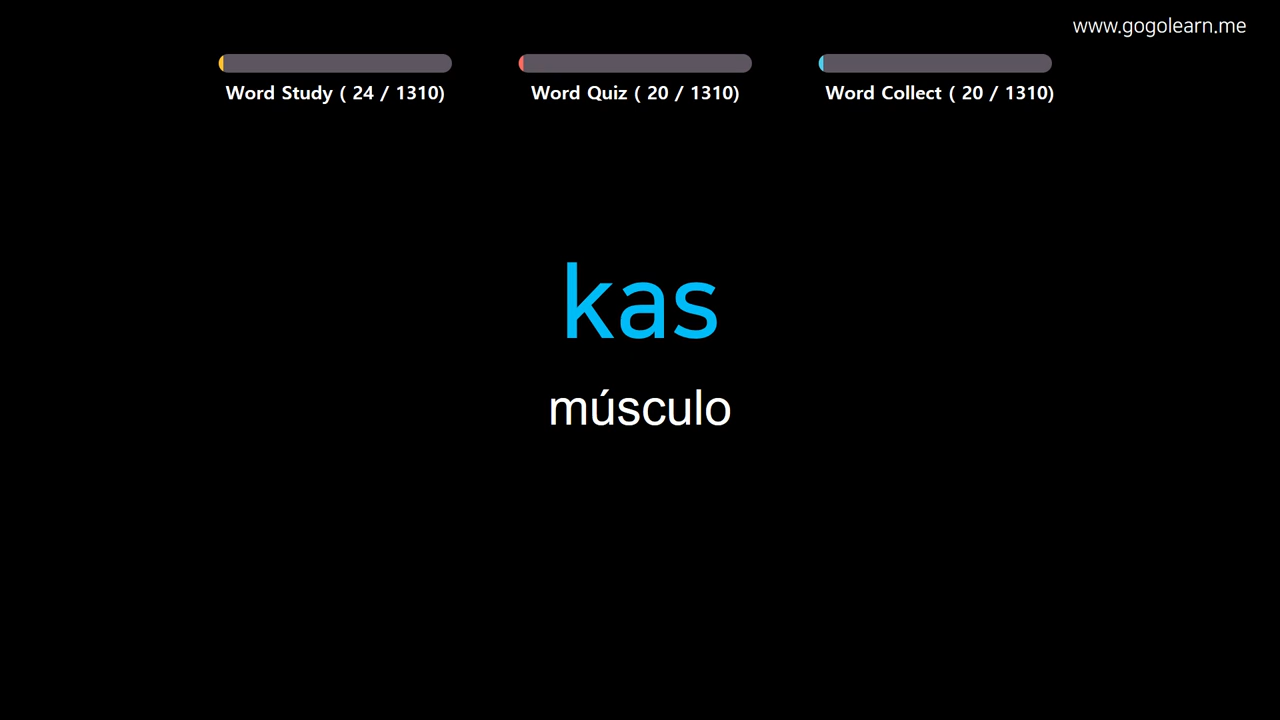 www.gogolearn.me
Word Study ( 24 / 1310)
Word Quiz ( 20 / 1310)
Word Collect ( 20 / 1310)
kas
músculo